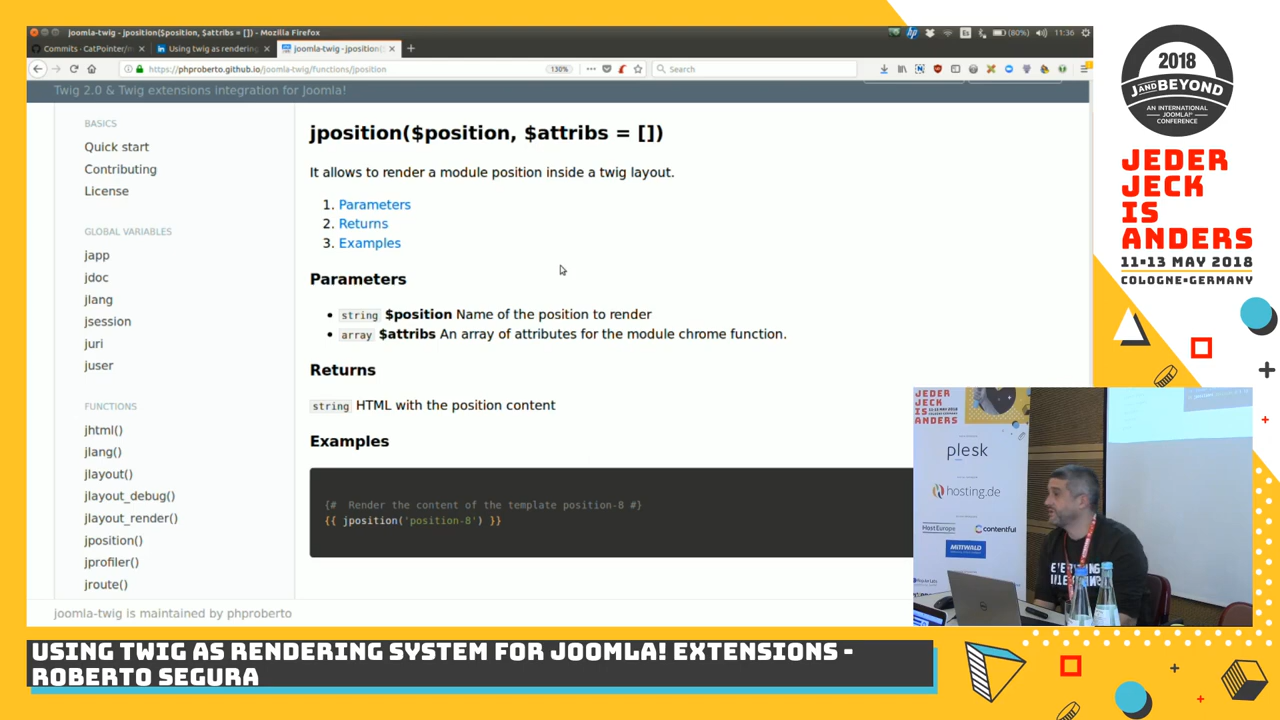 joomla-twig - jposition($position, $attribs = []) - Mozilla Firefox
Es
(80%)
11:36
Commits · CatPointer/m
Using twig as renderin
joomla-twig - jposition(
https://phproberto.github.io/joomla-twig/functions/jposition
130%
Search
Twig 2.0 & Twig extensions integration for Joomla!
BASICS
Quick start
Contributing
License
GLOBAL VARIABLES
japp
jdoc
jlang
jsession
juri
juser
FUNCTIONS
jhtml()
jlang()
jlayout()
jlayout_debug()
jlayout_render()
jposition()
jprofiler()
jroute()
jposition($position, $attribs = [])
It allows to render a module position inside a twig layout.
1. Parameters
2. Returns
3. Examples
Parameters
string $position Name of the position to render
array $attribs An array of attributes for the module chrome function.
Returns
string HTML with the position content
Examples
{# Render the content of the template position-8 #}
{{ jposition('position-8') }}
joomla-twig is maintained by phproberto
2018
J AND BEYOND
AN INTERNATIONAL
JOOMLA! CONFERENCE
JEDER
JECK
IS
ANDERS
11-13 MAY 2018
COLOGNE•GERMANY
JEDER
JECK
IS
ANDERS
plesk
hosting.de
HostEurope
contentful
MITTWALD
USING TWIG AS RENDERING SYSTEM FOR JOOMLA! EXTENSIONS -
ROBERTO SEGURA